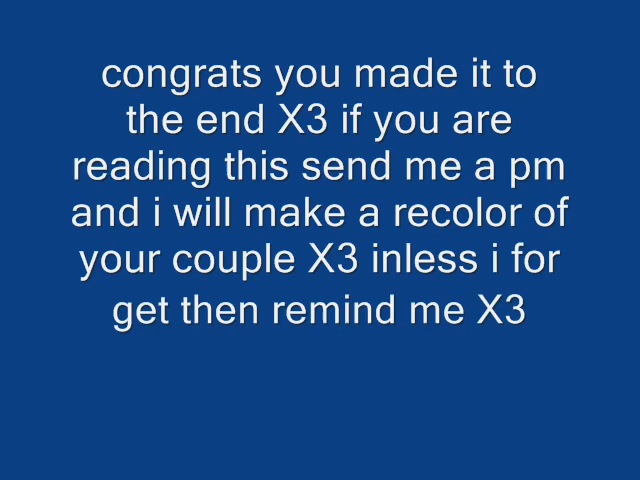 congrats you made it to
the end X3 if you are
reading this send me a pm
and i will make a recolor of
your couple X3 inless i for
get then remind me X3